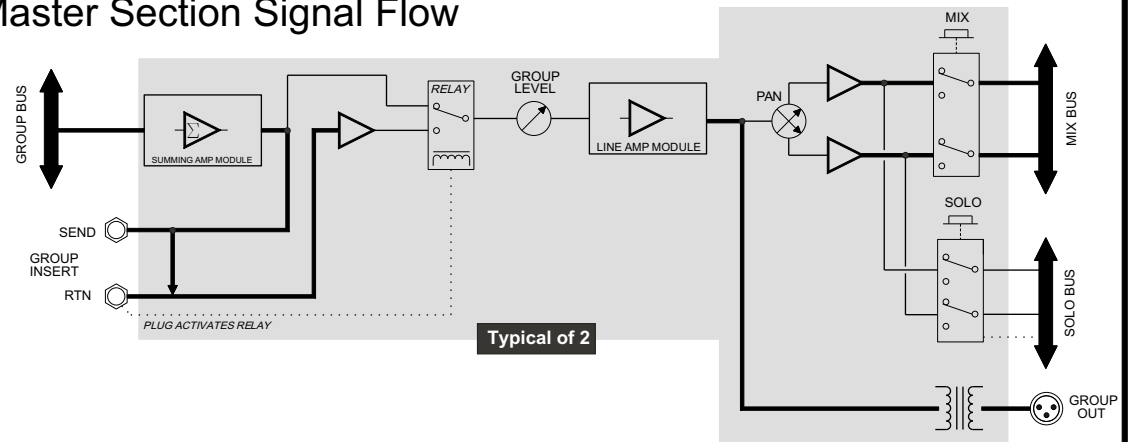 Master Section Signal Flow
MIX
GROUP BUS
SUMMING AMP MODULE
RELAY
GROUP
LEVEL
LINE AMP MODULE
PAN
MIX BUS
SEND
GROUP
INSERT
RTN
PLUG ACTIVATES RELAY
Typical of 2
SOLO
SOLO BUS
GROUP
OUT